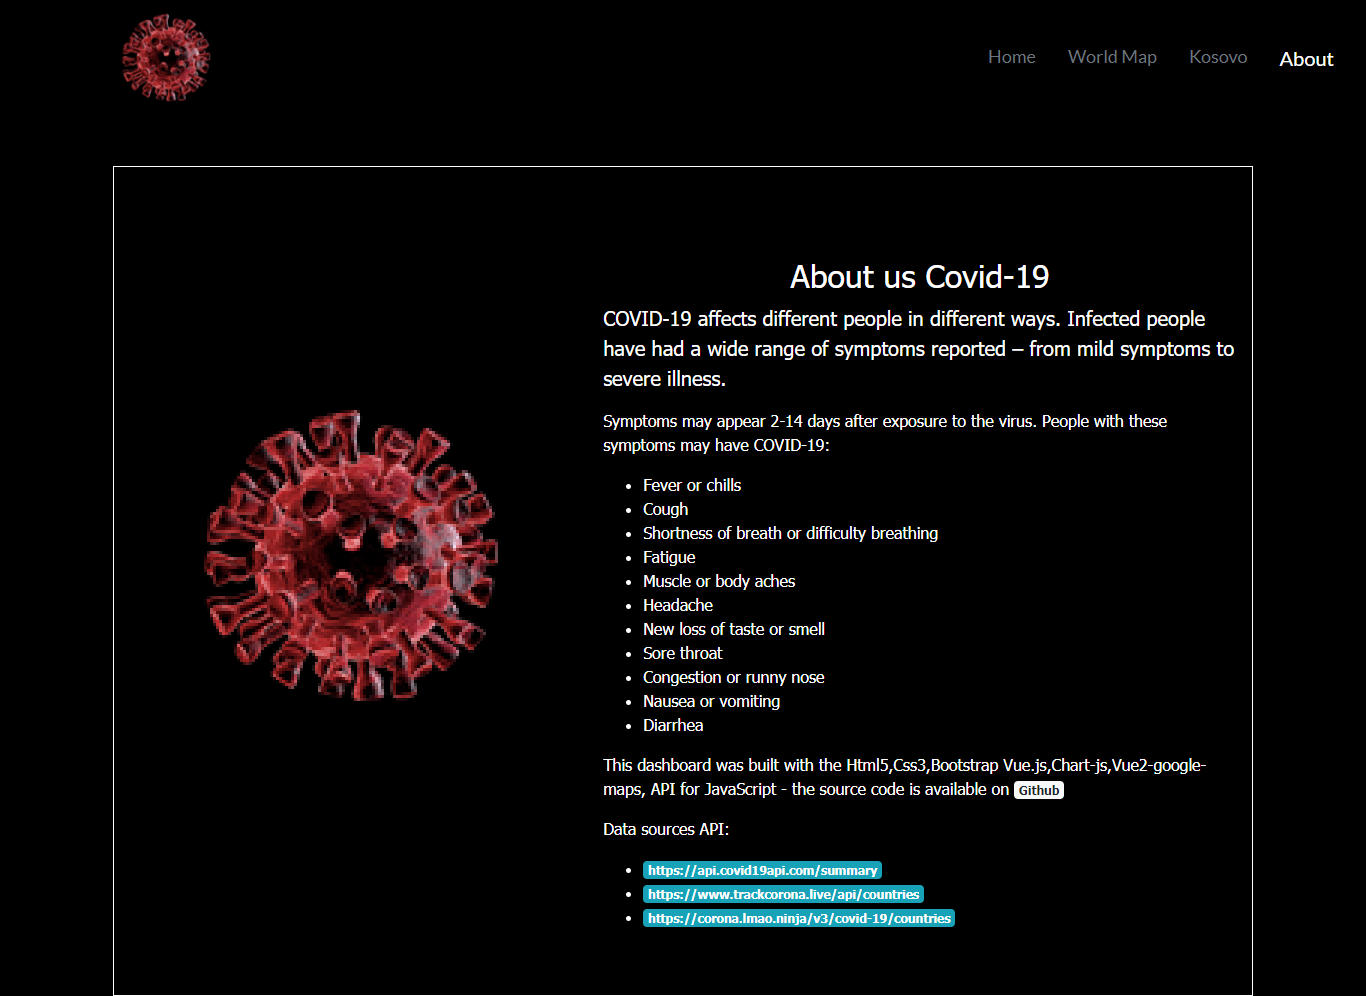 Home World Map Kosovo About
About us Covid-19
COVID-19 affects different people in different ways. Infected people
have had a wide range of symptoms reported – from mild symptoms to
severe illness.
Symptoms may appear 2-14 days after exposure to the virus. People with these
symptoms may have COVID-19:
• Fever or chills
• Cough
• Shortness of breath or difficulty breathing
• Fatigue
• Muscle or body aches
• Headache
• New loss of taste or smell
• Sore throat
• Congestion or runny nose
• Nausea or vomiting
• Diarrhea
This dashboard was built with the Html5,Css3,Bootstrap Vue.js,Chart-js,Vue2-google-
maps, API for JavaScript - the source code is available on Github
Data sources API:
• https://api.covid19api.com/summary
• https://www.trackcorona.live/api/countries
• https://corona.lmao.ninja/v3/covid-19/countries